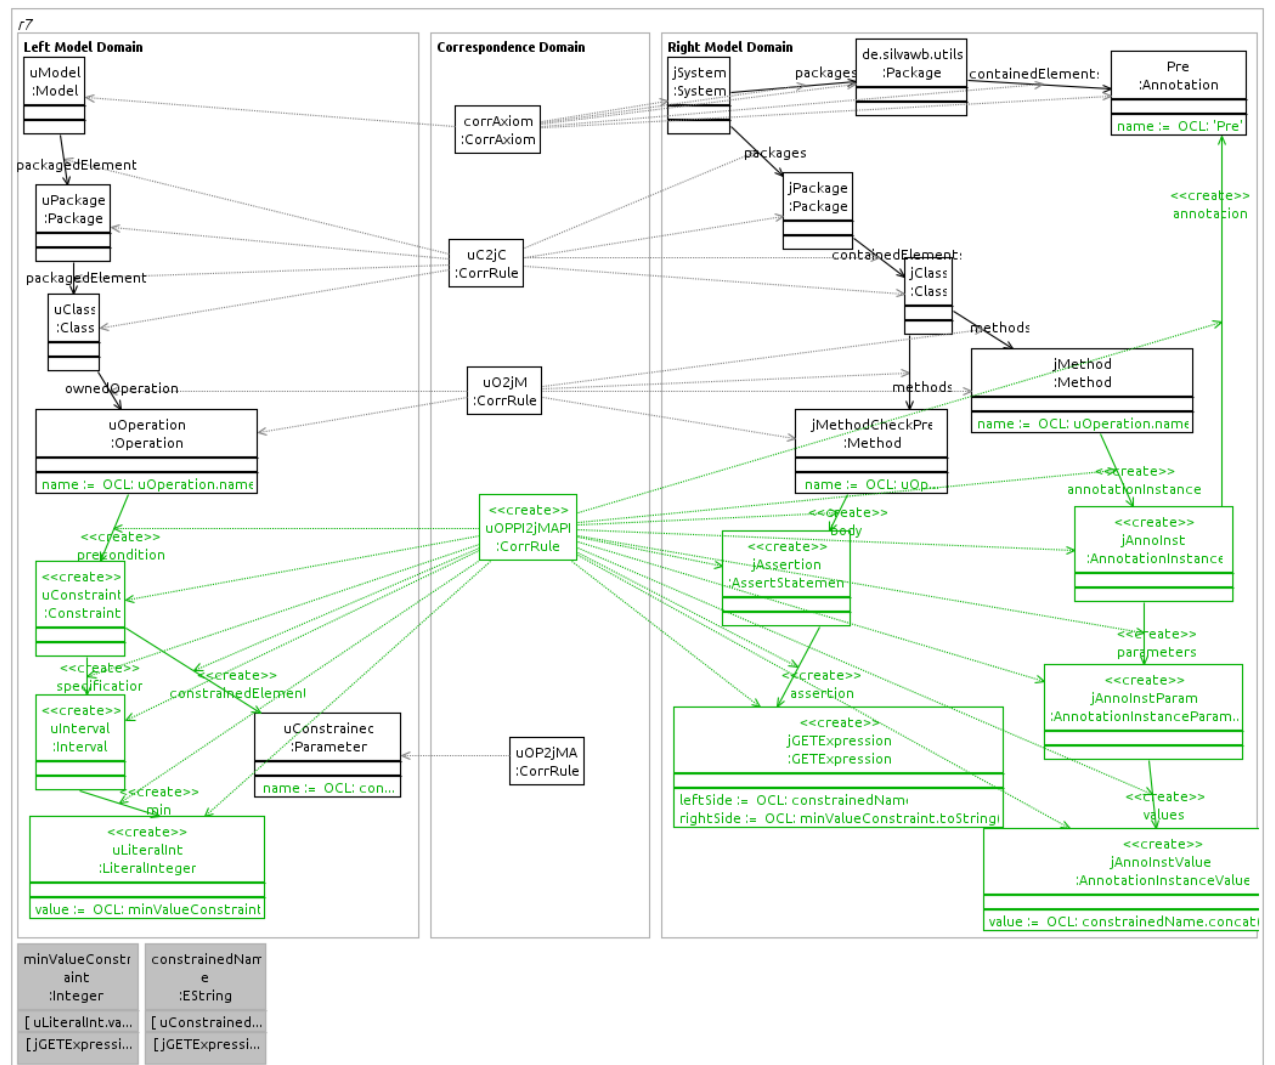 r7
Left Model Domain
uModel
:Model
packagedElement
uPackage
:Package
packagedElement
uClass
:Class
ownedOperation
uOperation
:Operation
name := OCL: uOperation.name
<<create>>
precondition
<<create>>
uConstraint
:Constraint
<<create>>
specification
<<create>>
constrainedElement
<<create>>
uInterval
:Interval
uConstrainec
:Parameter
name := OCL: con...
<<create>>
min
<<create>>
uLiteralInt
:LiteralInteger
value := OCL: minValueConstraint
Correspondence Domain
corrAxiom
:CorrAxiom
uC2jC
:CorrRule
uO2jM
:CorrRule
<<create>>
uOPPI2jMAPI
:CorrRule
uOP2jMA
:CorrRule
Right Model Domain
jSystem
:System
packages
de.silvawb.utils
:Package
containedElements
Pre
:Annotation
name := OCL: 'Pre'
packages
jPackage
:Package
<<create>>
annotation
containedElements
jClass
:Class
methods
jMethod
:Method
name := OCL: uOperation.name
methods
jMethodCheckPre
:Method
name := OCL: uOp...
<<create>>
annotationInstance
<<create>>
body
<<create>>
jAssertion
:AssertStatemen
<<create>>
jAnnoInst
:AnnotationInstance
<<create>>
parameters
<<create>>
assertion
<<create>>
jAnnoInstParam
:AnnotationInstanceParam..
<<create>>
jGETExpression
:GETExpression
leftSide := OCL: constrainedName
rightSide := OCL: minValueConstraint.toString(
<<create>>
values
<<create>>
jAnnoInstValue
:AnnotationInstanceValue
value := OCL: constrainedName.concat(
minValueConstr
aint
:Integer
[ uLiteralInt.va...
[jGETExpressi...
constrainedNam
e
:EString
[ uConstrained...
[jGETExpressi...